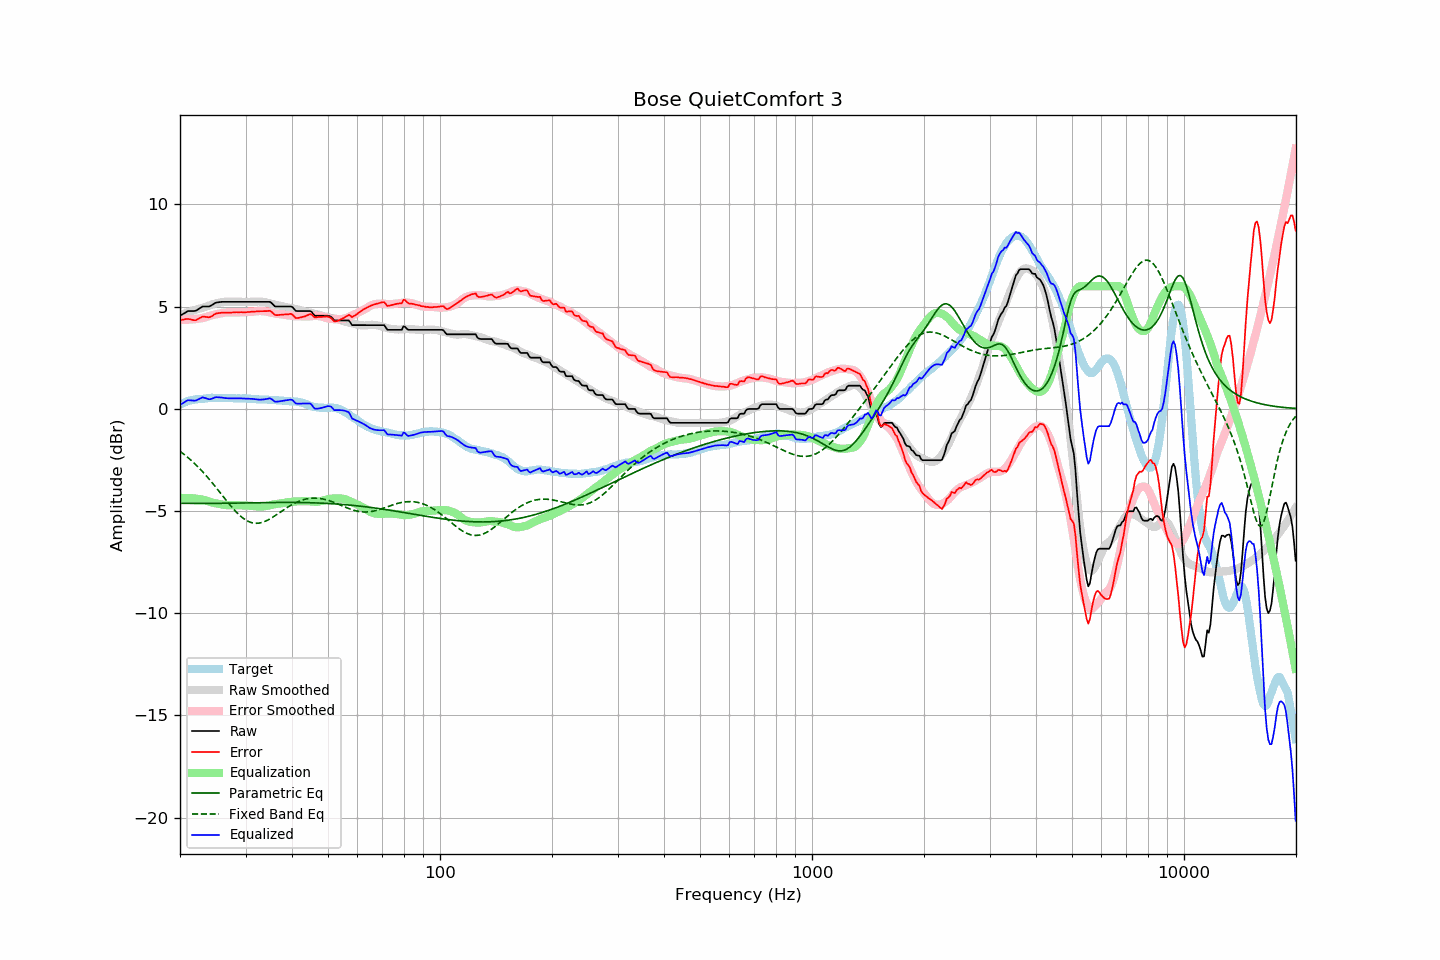 Bose QuietComfort 3
Amplitude (dBr)
10
5
0
−5
−10
−15
−20
Target
Raw Smoothed
Error Smoothed
Raw
Error
Equalization
Parametric Eq
Fixed Band Eq
Equalized
100
1000
10000
Frequency (Hz)